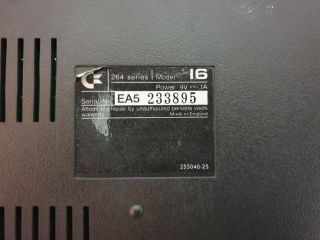 264 series | Model 16
Power 9V ⎓ 1A
Serial No. EA5 233895
Attempted repair by unauthorized persons voids
warranty
Made in England
255040-25